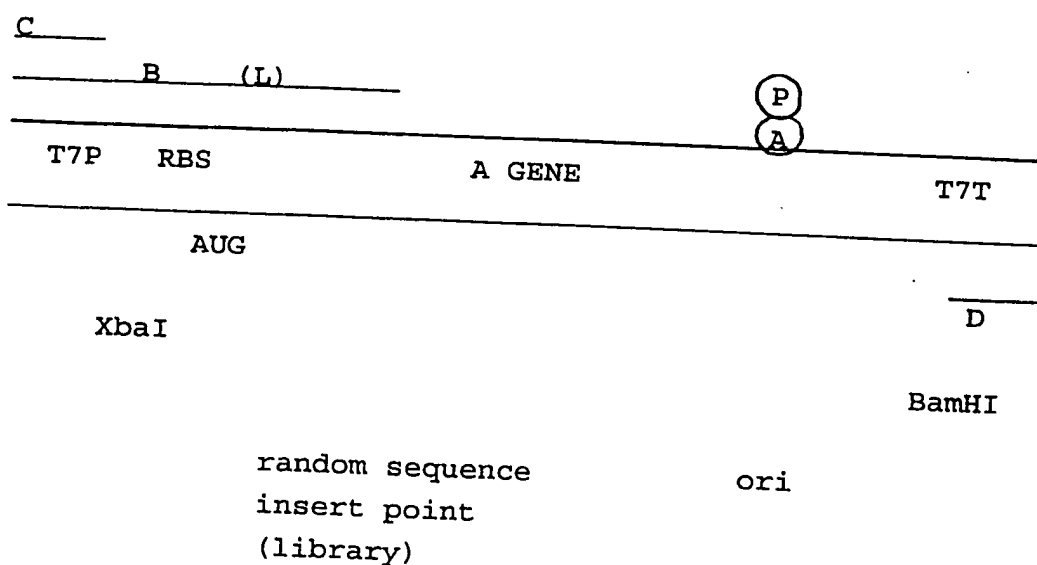 C
B (L)
P
A
T7P RBS A GENE T7T
AUG
D
XbaI
BamHI
random sequence ori
insert point
(library)